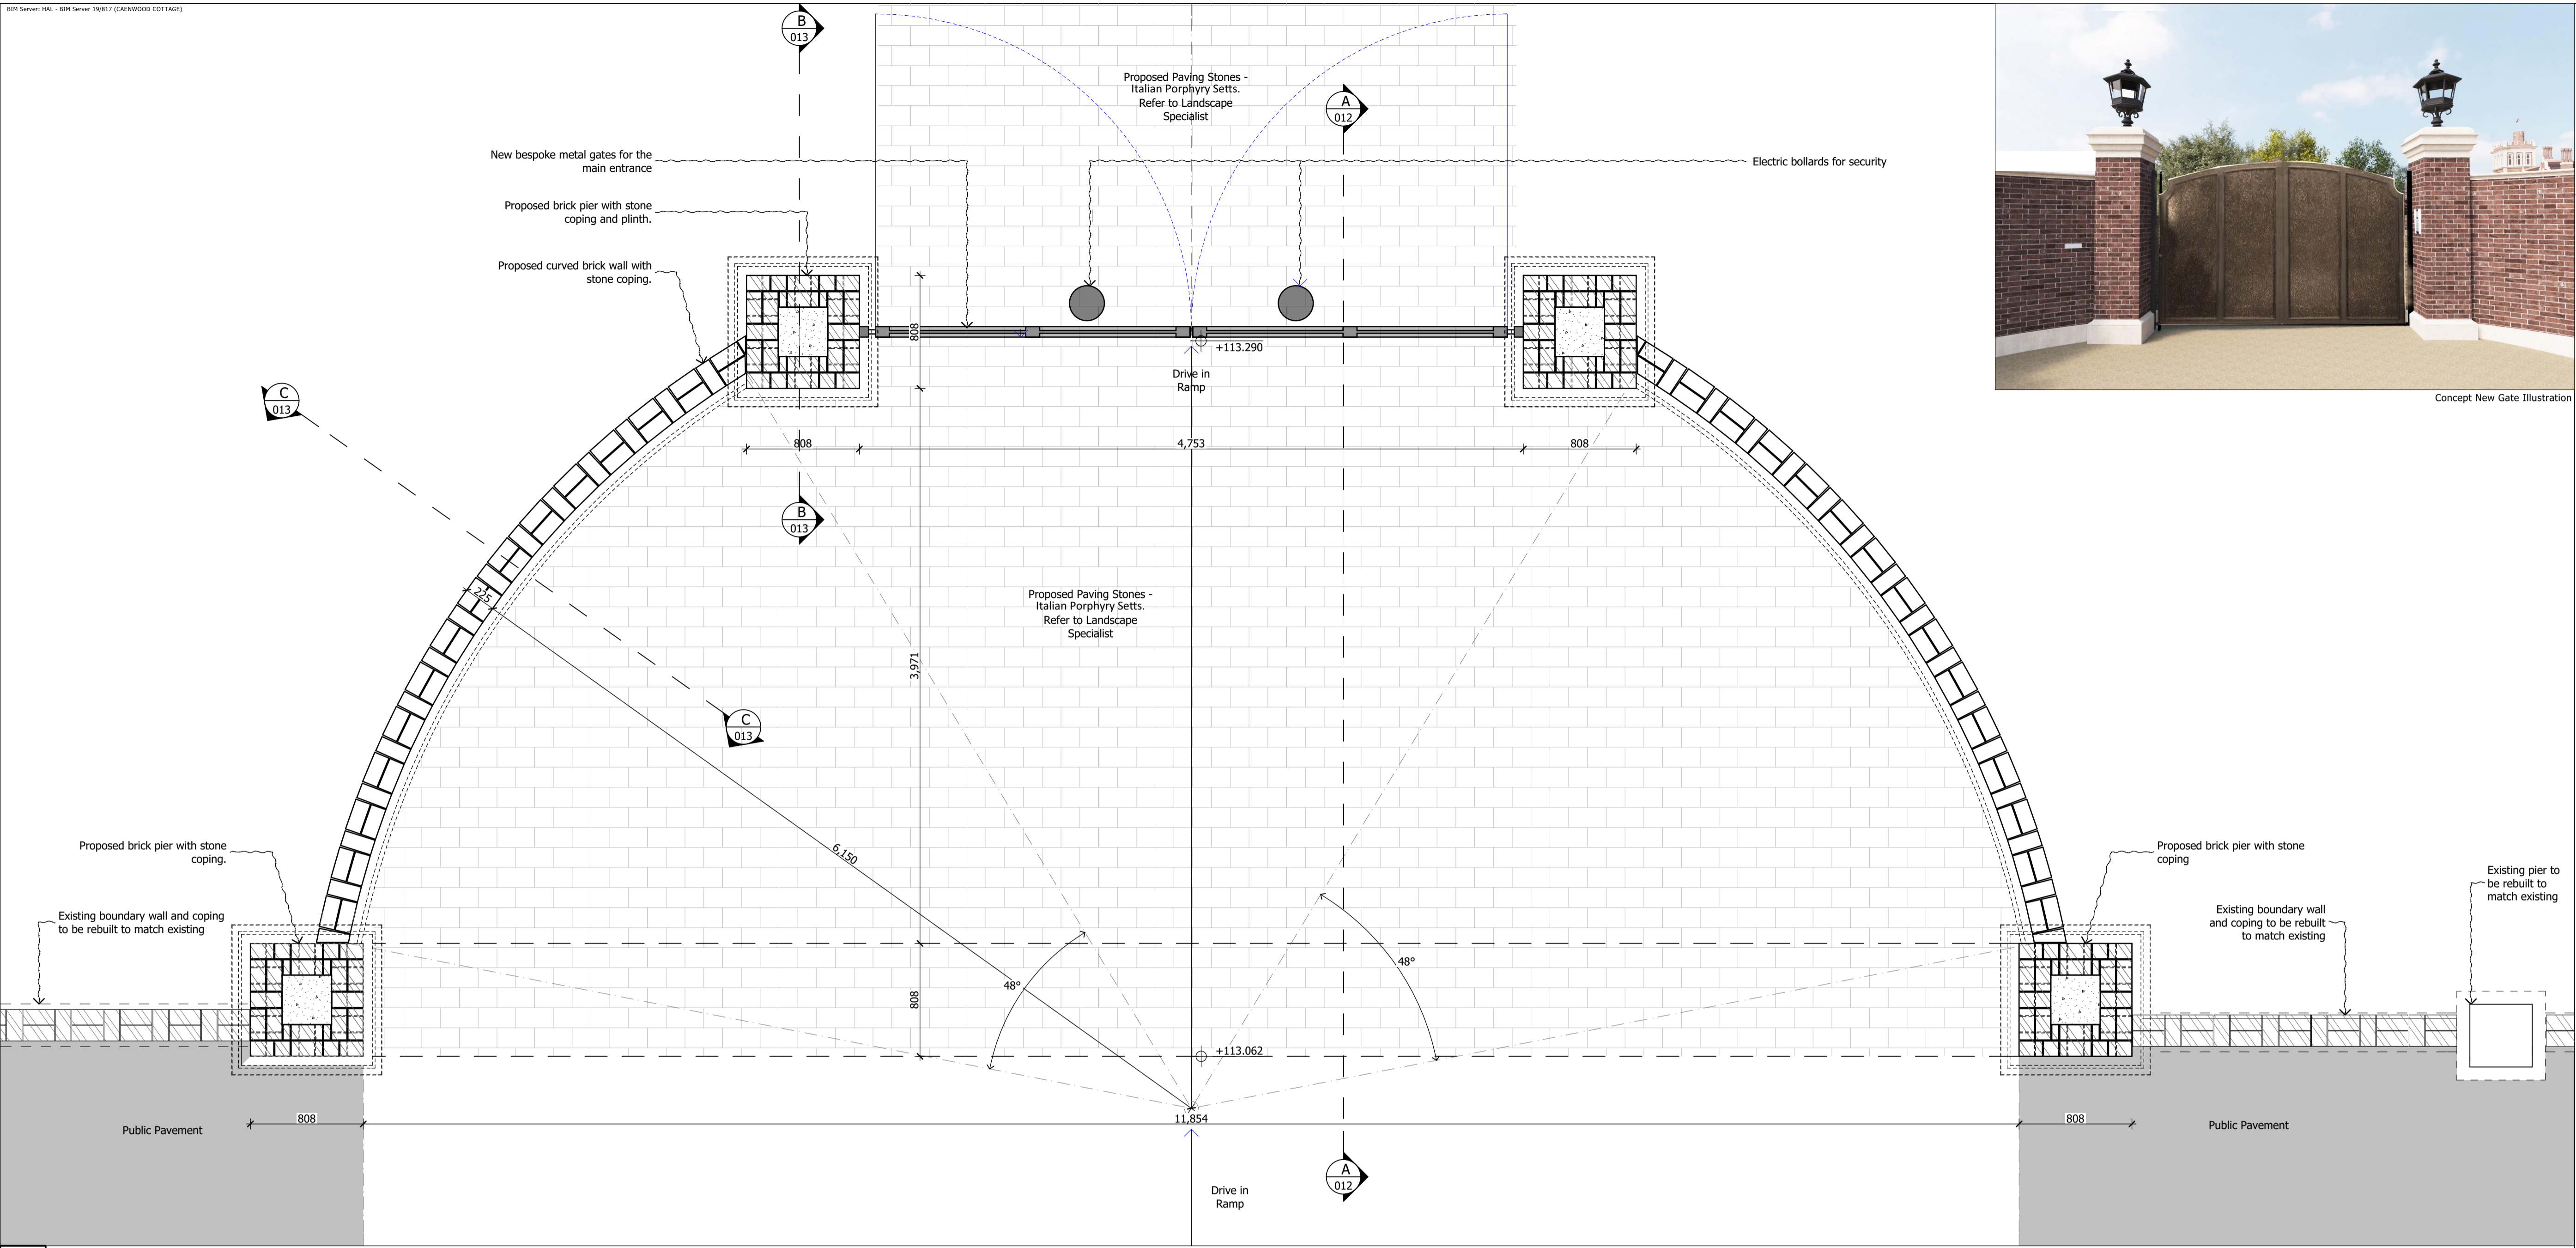 BIM Server: HAL - BIM Server 19/817 (CAENWOOD COTTAGE)
B
013
Proposed Paving Stones -
Italian Porphyry Setts.
Refer to Landscape
Specialist
A
012
New bespoke metal gates for the
main entrance
Electric bollards for security
Proposed brick pier with stone
coping and plinth.
Proposed curved brick wall with
stone coping.
808
+113.290
Drive in
Ramp
Concept New Gate Illustration
C
013
808
4,753
808
B
013
225
Proposed Paving Stones -
Italian Porphyry Setts.
Refer to Landscape
Specialist
3,971
C
013
6,150
Proposed brick pier with stone
coping.
Proposed brick pier with stone
coping
Existing pier to
be rebuilt to
match existing
Existing boundary wall and coping
to be rebuilt to match existing
Existing boundary wall
and coping to be rebuilt
to match existing
48°
48°
808
+113.062
808
11,854
808
Public Pavement
Public Pavement
A
012
Drive in
Ramp